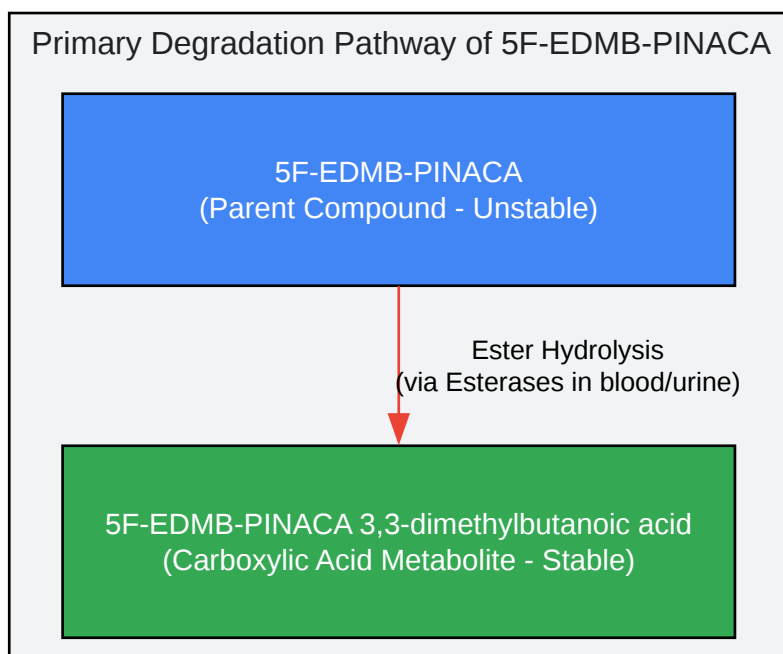 Primary Degradation Pathway of 5F-EDMB-PINACA
5F-EDMB-PINACA
(Parent Compound - Unstable)
Ester Hydrolysis
(via Esterases in blood/urine)
5F-EDMB-PINACA 3,3-dimethylbutanoic acid
(Carboxylic Acid Metabolite - Stable)